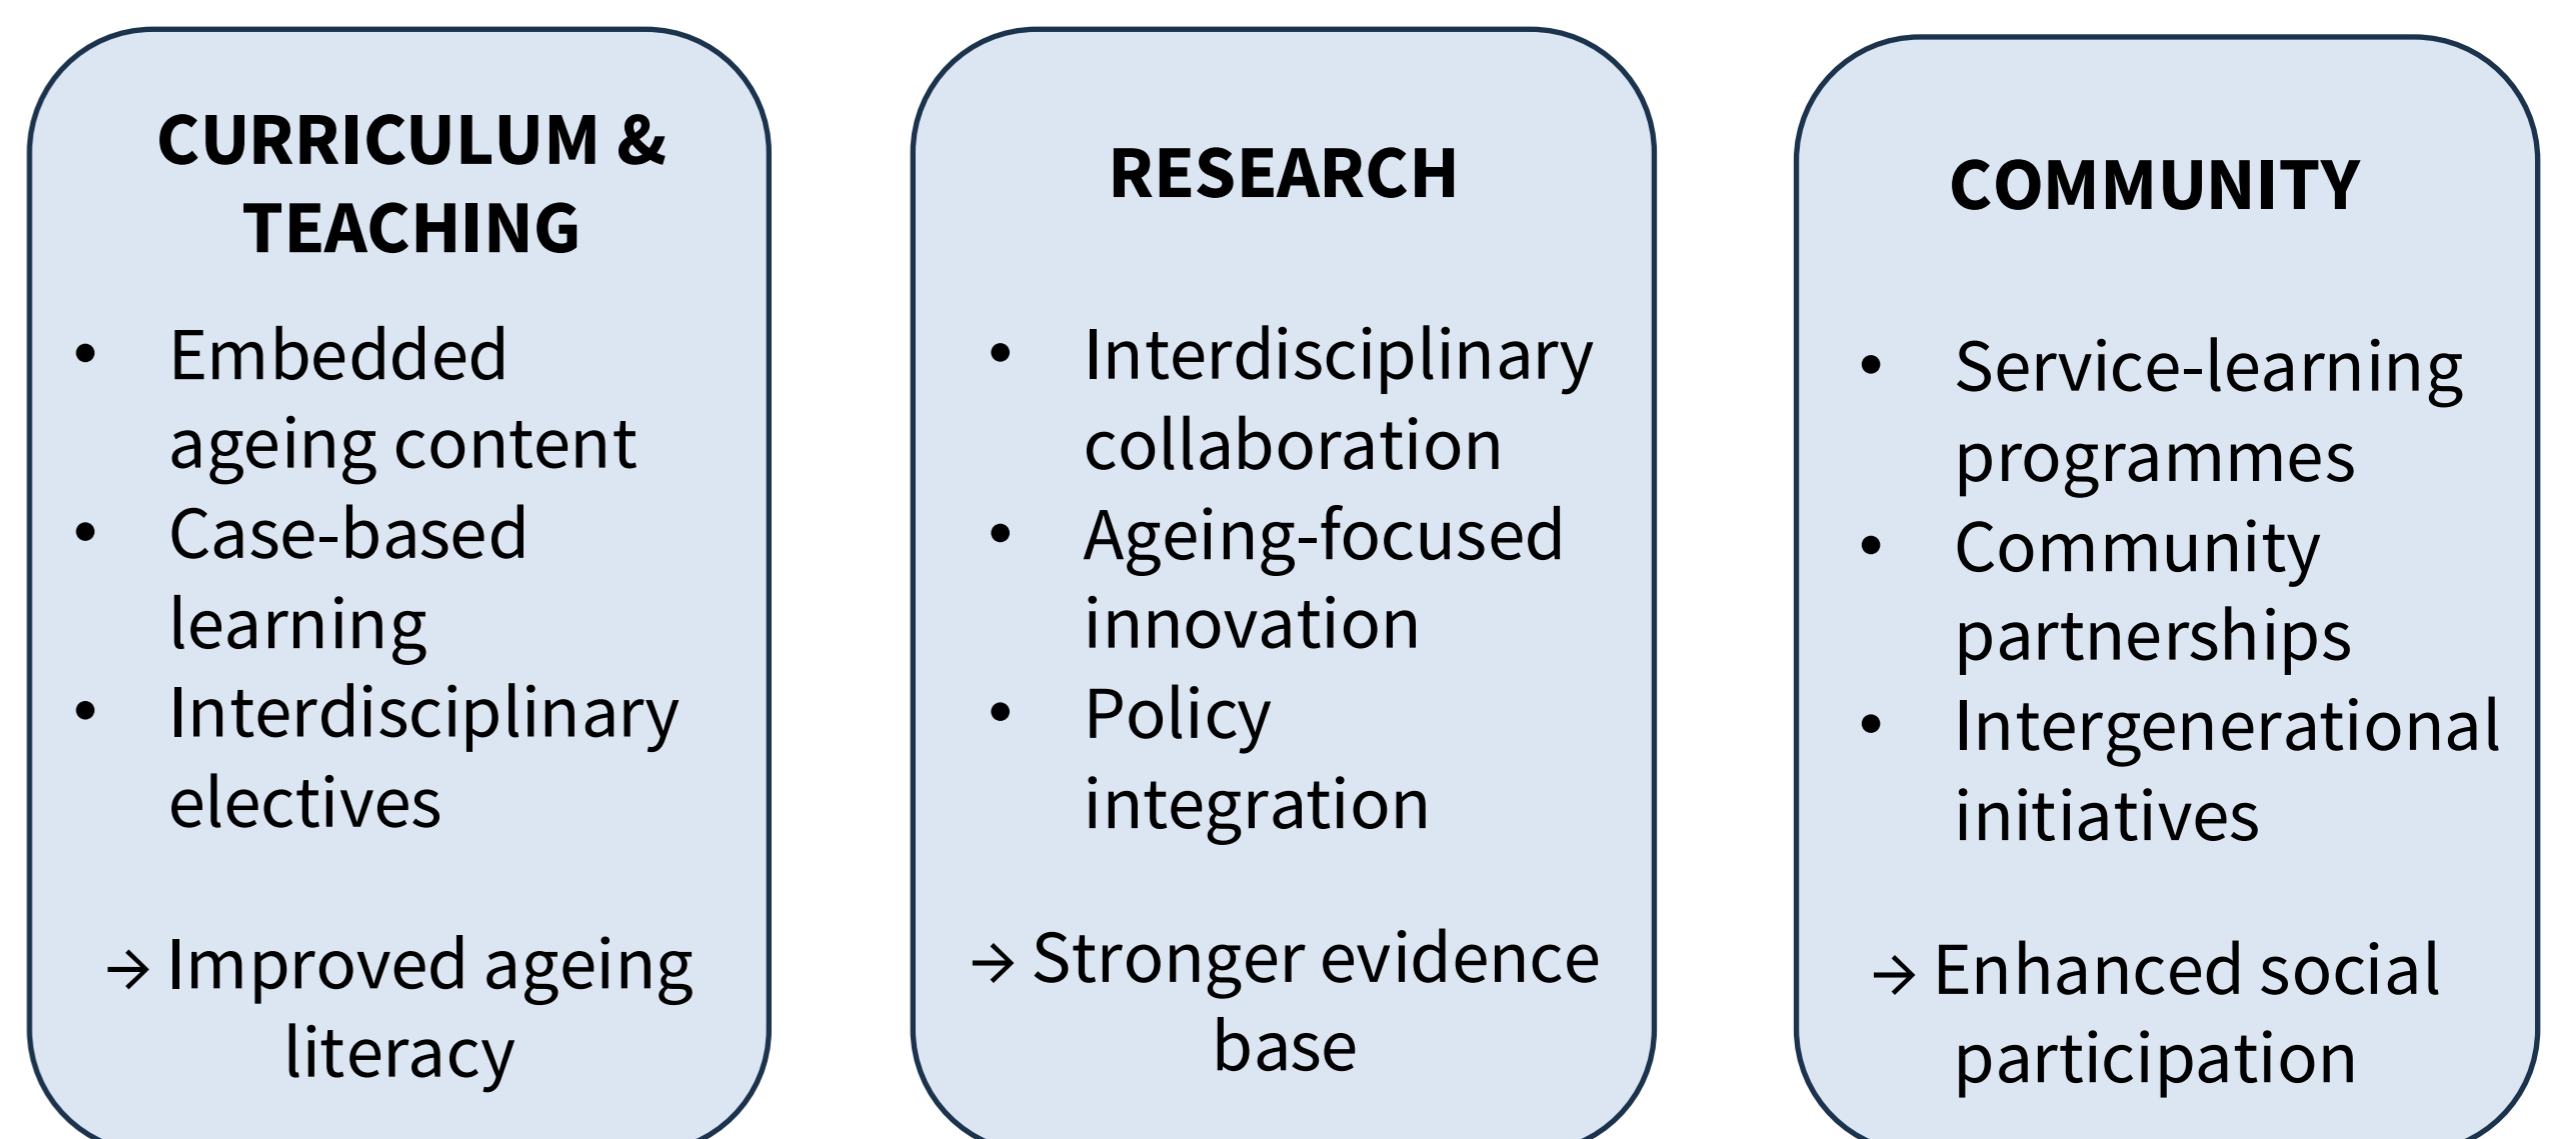 CURRICULUM &
TEACHING
• Embedded
ageing content
• Case-based
learning
• Interdisciplinary
electives
→ Improved ageing
literacy
RESEARCH
• Interdisciplinary
collaboration
• Ageing-focused
innovation
• Policy
integration
→ Stronger evidence
base
COMMUNITY
• Service-learning
programmes
• Community
partnerships
• Intergenerational
initiatives
→ Enhanced social
participation